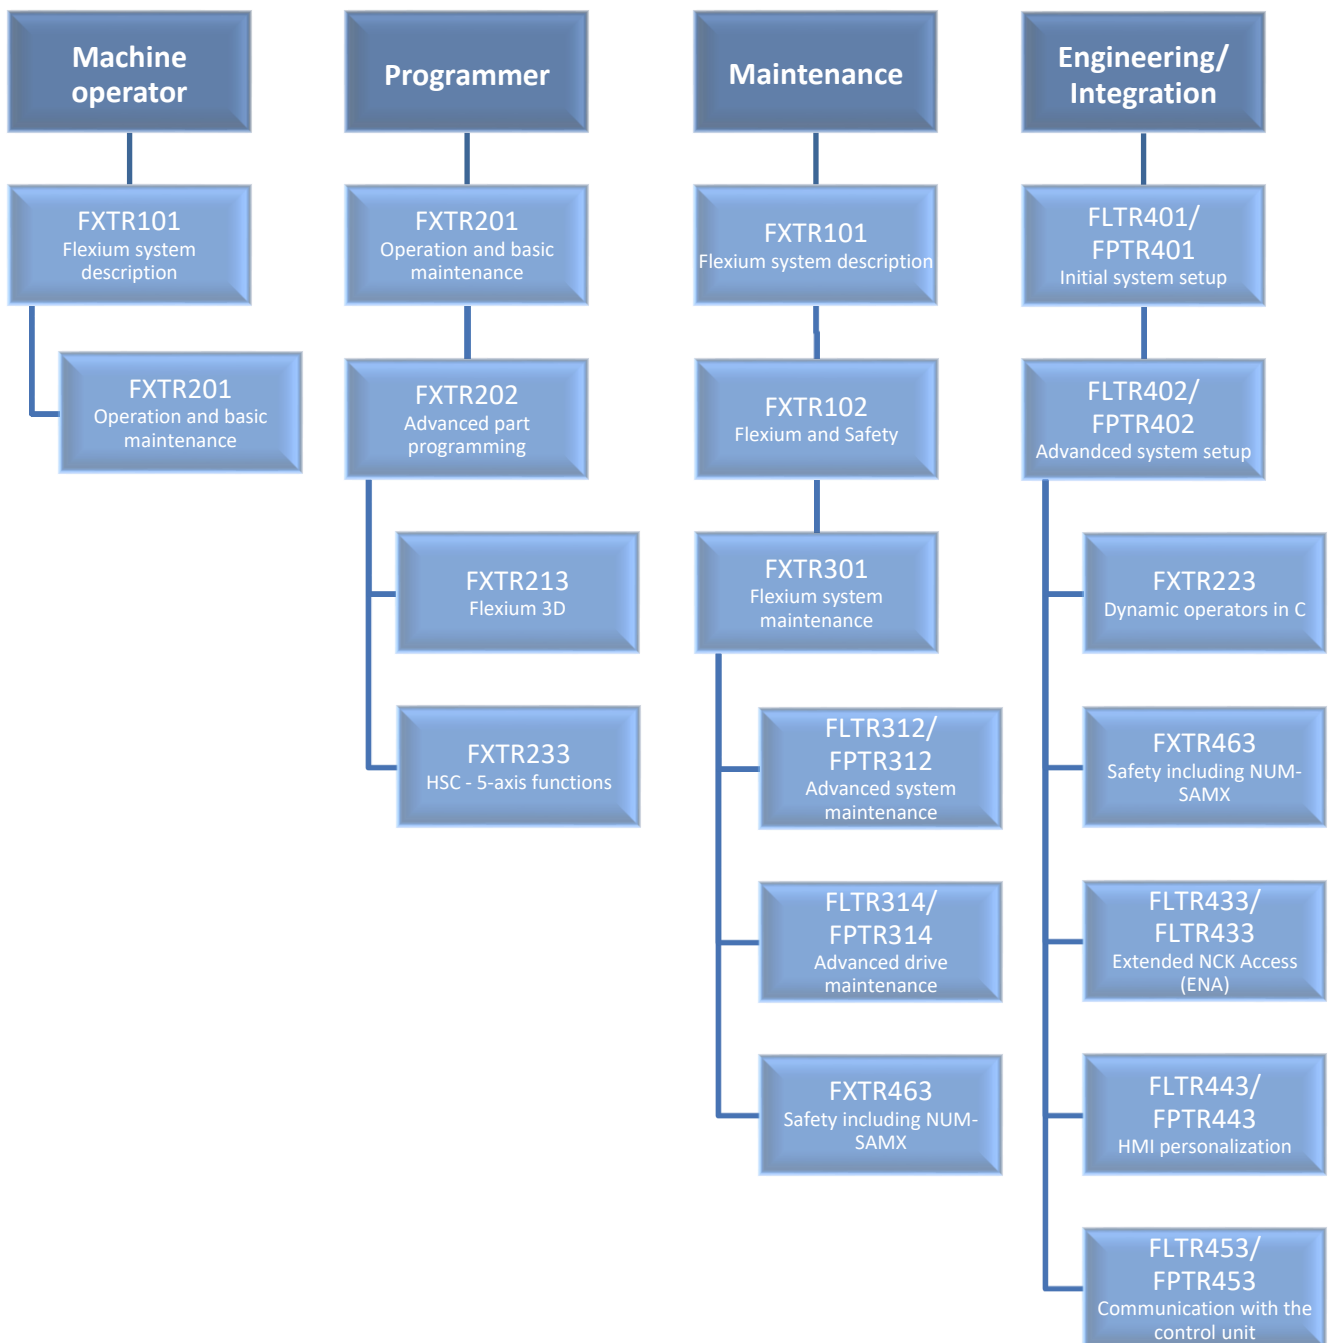 Machine
operator
FXTR101
Flexium system
description
FXTR201
Operation and basic
maintenance
Programmer
FXTR201
Operation and basic
maintenance
FXTR202
Advanced part
programming
FXTR213
Flexium 3D
FXTR233
HSC - 5-axis functions
Maintenance
FXTR101
Flexium system description
FXTR102
Flexium and Safety
FXTR301
Flexium system
maintenance
FLTR312/
FPTR312
Advanced system
maintenance
FLTR314/
FPTR314
Advanced drive
maintenance
FXTR463
Safety including NUM-
SAMX
Engineering/
Integration
FLTR401/
FPTR401
Initial system setup
FLTR402/
FPTR402
Advandced system setup
FXTR223
Dynamic operators in C
FXTR463
Safety including NUM-
SAMX
FLTR433/
FLTR433
Extended NCK Access
(ENA)
FLTR443/
FPTR443
HMI personalization
FLTR453/
FPTR453
Communication with the
control unit